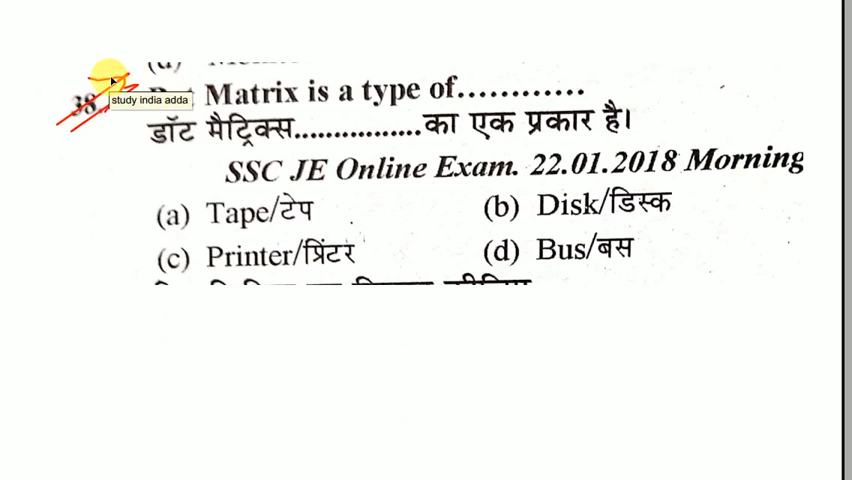 38.
study india adda
Matrix is a type of............
डॉट मैट्रिक्स................का एक प्रकार है।
SSC JE Online Exam. 22.01.2018 Morning
(a) Tape/टेप (b) Disk/डिस्क
(c) Printer/प्रिंटर (d) Bus/बस